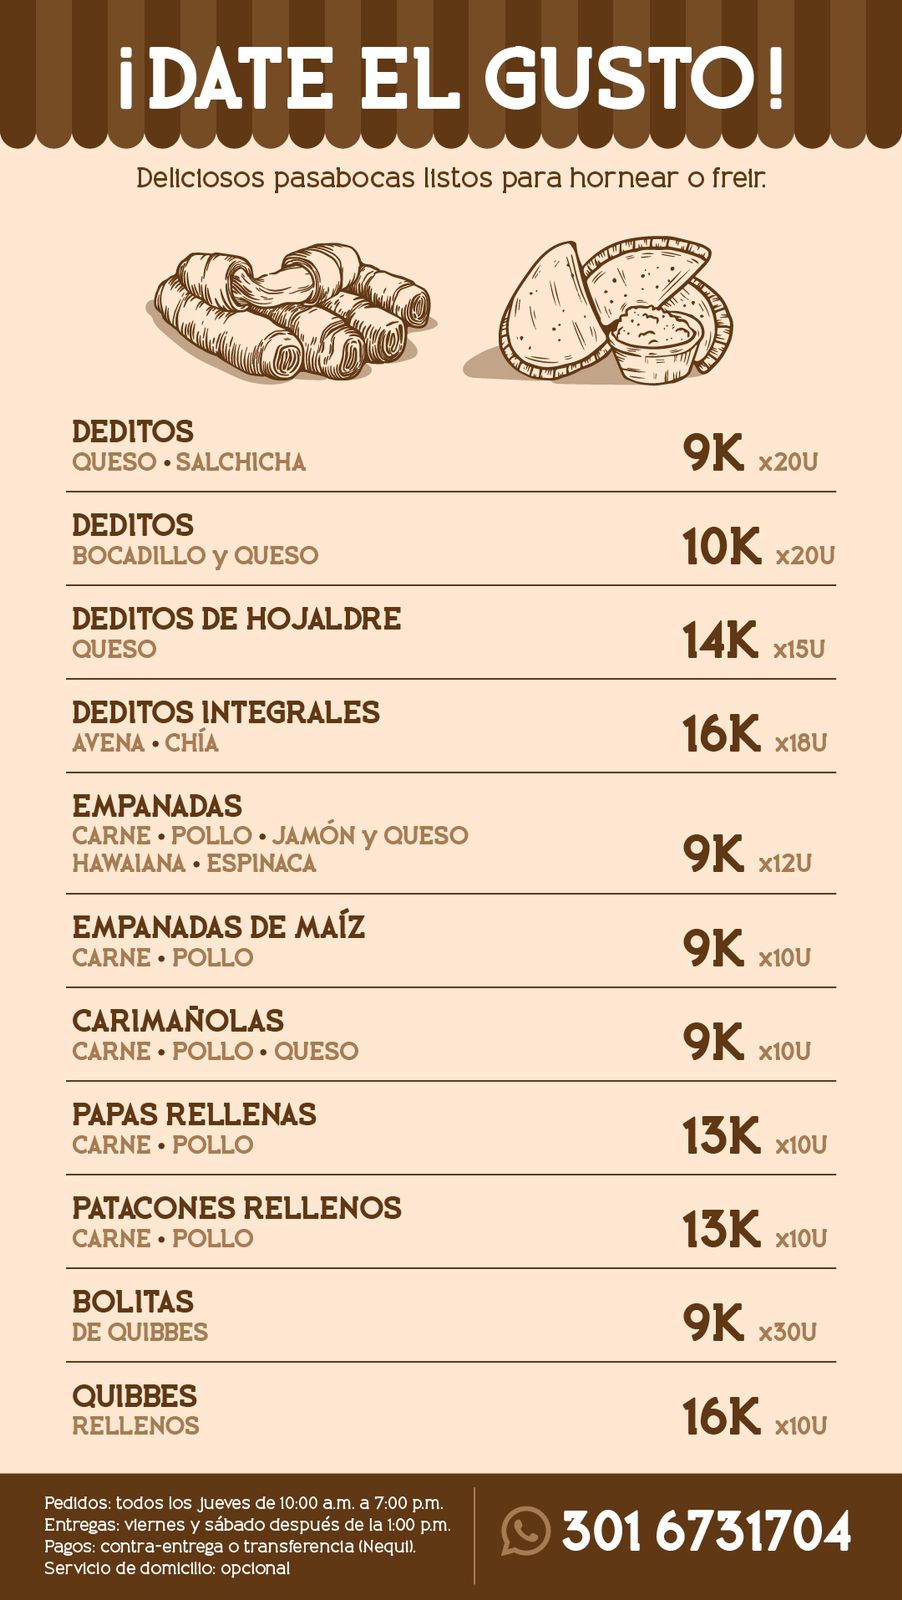 ¡DATE EL GUSTO!
Deliciosos pasabocas listos para hornear o freir.
DEDITOS
QUESO • SALCHICHA
9K x20U
DEDITOS
BOCADILLO y QUESO
10K x20U
DEDITOS DE HOJALDRE
QUESO
14K x15U
DEDITOS INTEGRALES
AVENA • CHÍA
16K x18U
EMPANADAS
CARNE • POLLO • JAMÓN y QUESO
HAWAIANA • ESPINACA
9K x12U
EMPANADAS DE MAÍZ
CARNE • POLLO
9K x10U
CARIMAÑOLAS
CARNE • POLLO • QUESO
9K x10U
PAPAS RELLENAS
CARNE • POLLO
13K x10U
PATACONES RELLENOS
CARNE • POLLO
13K x10U
BOLITAS
DE QUIBBES
9K x30U
QUIBBES
RELLENOS
16K x10U
Pedidos: todos los jueves de 10:00 a.m. a 7:00 p.m.
Entregas: viernes y sábado después de la 1:00 p.m.
Pagos: contra-entrega o transferencia (Nequi).
Servicio de domicilio: opcional
301 6731704